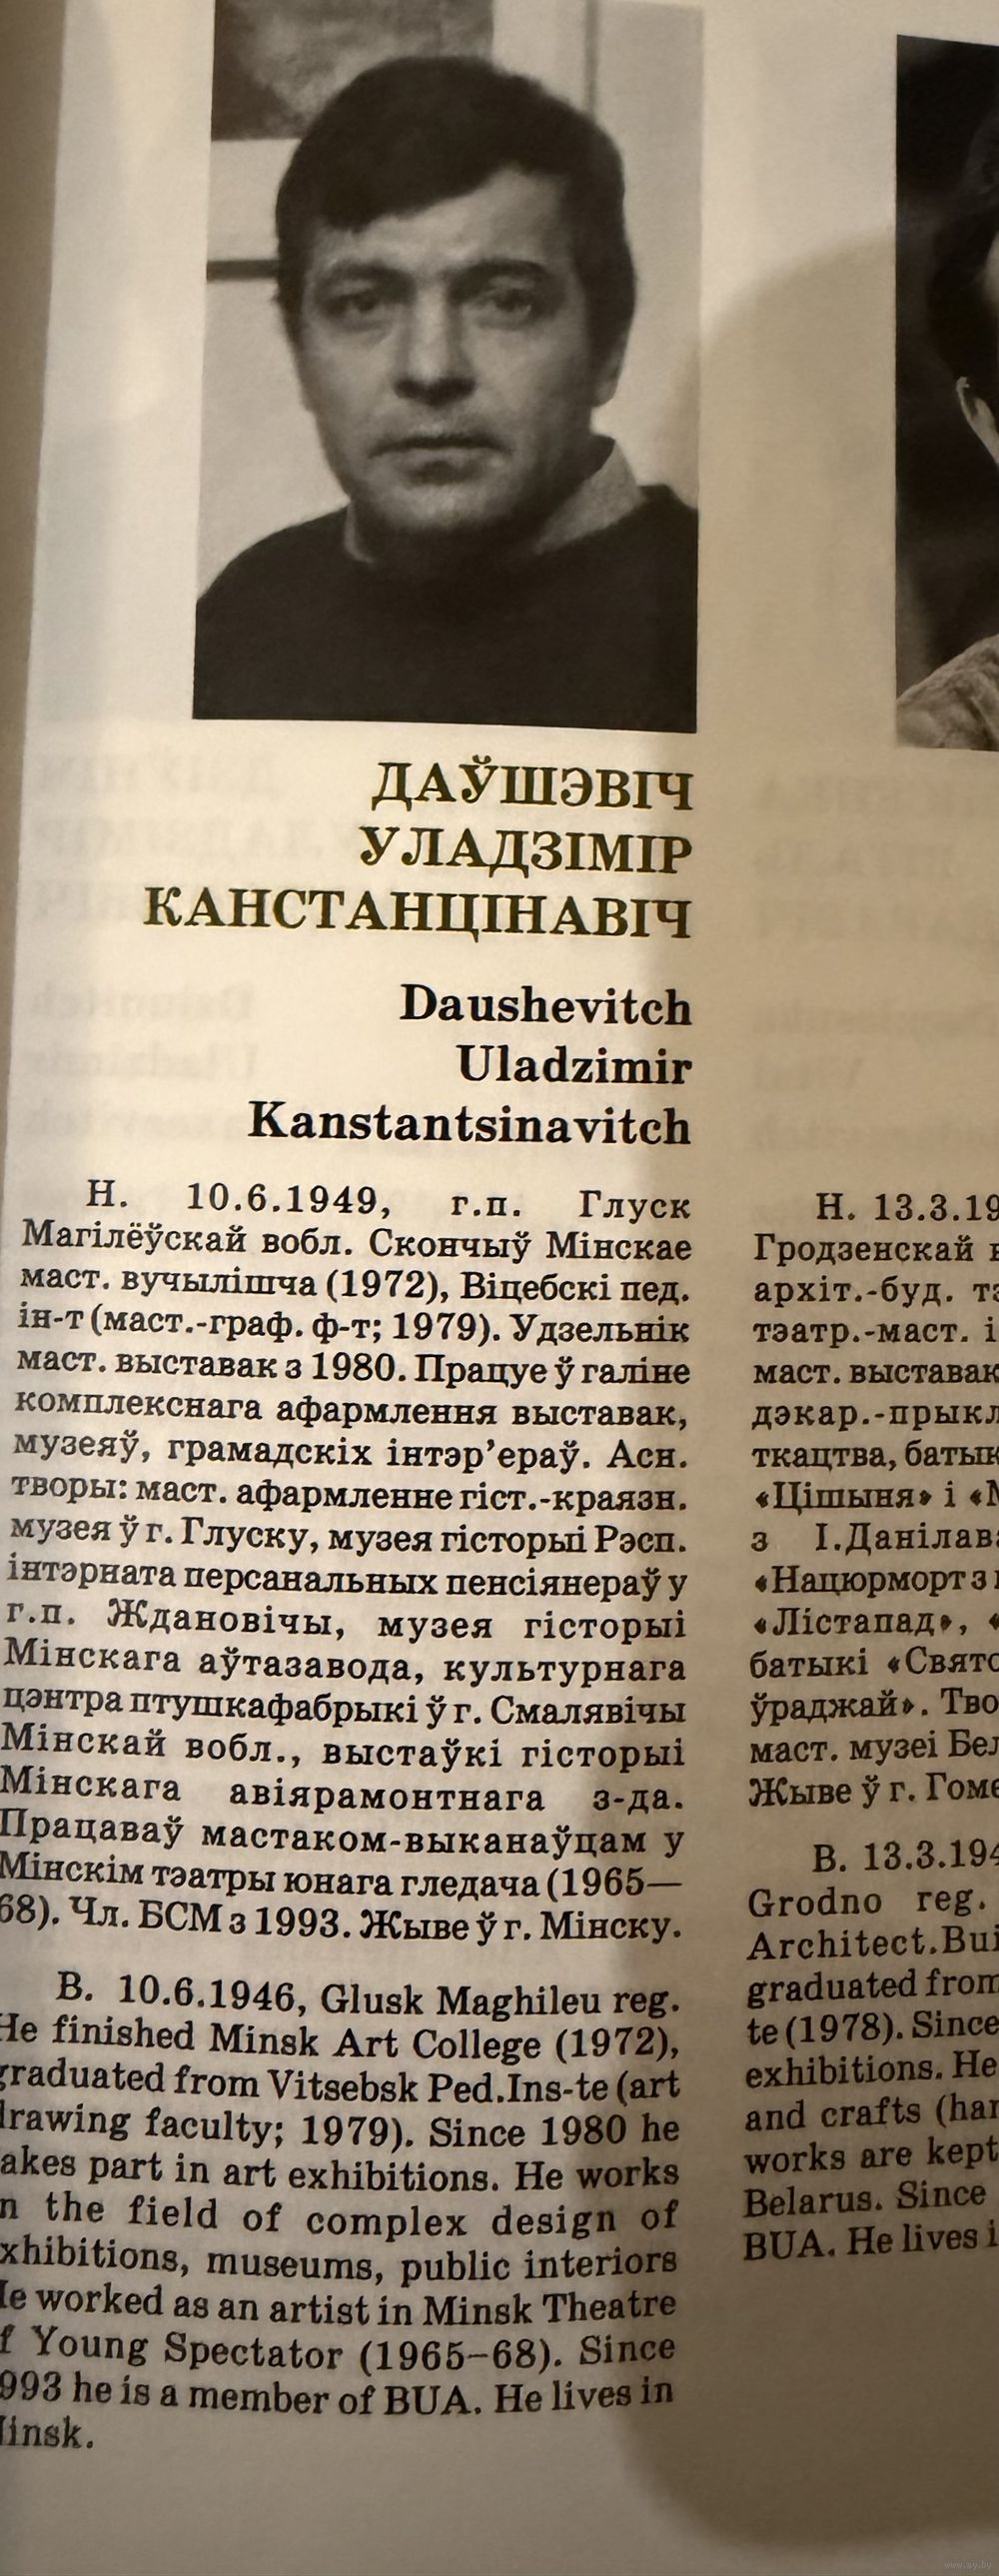 ДАЎШЭВІЧ
УЛАДЗІМІР
КАНСТАНЦІНАВІЧ
Daushevitch
Uladzimir
Kanstantsinavitch
Н. 10.6.1949, г.п. Глуск
Магілёўскай вобл. Скончыў Мінскае
маст. вучылішча (1972), Віцебскі пед.
ін-т (маст.-граф. ф-т; 1979). Удзельнік
маст. выставак з 1980. Працуе ў галіне
комплекснага афармлення выставак,
музеяў, грамадскіх інтэр'ераў. Асн.
творы: маст. афармленне гіст.-краязн.
музея ў г. Глуску, музея гісторыі Рэсп.
інтэрната персанальных пенсіянераў у
г.п. Ждановічы, музея гісторыі
Мінскага аўтазавода, культурнага
цэнтра птушкафабрыкі ў г. Смалявічы
Мінскай вобл., выстаўкі гісторыі
Мінскага авіярамонтнага з-да.
Працаваў мастаком-выканаўцам у
Мінскім тэатры юнага гледача (1965—
68). Чл. БСМ з 1993. Жыве ў г. Мінску.
B. 10.6.1946, Glusk Maghileu reg.
He finished Minsk Art College (1972),
graduated from Vitsebsk Ped.Ins-te (art
drawing faculty; 1979). Since 1980 he
akes part in art exhibitions. He works
n the field of complex design of
xhibitions, museums, public interiors
He worked as an artist in Minsk Theatre
f Young Spectator (1965–68). Since
993 he is a member of BUA. He lives in
insk.
Н. 13.3.19
Гродзенскай
архіт.-буд.
тэатр.-маст. і
маст. выставак
дэкар.-прыкл
ткацтва, батык
«Цішыня» і «М
з І.Данілава
«Нацюрморт з
«Лістапад», «
батыкі «Свято
ўраджай». Тво
маст. музеі Бел
Жыве ў г. Гоме
B. 13.3.194
Grodno reg.
Architect.Bui
graduated from
te (1978). Since
exhibitions. He
and crafts (han
works are kept
Belarus. Since
BUA. He lives i
www.ay.by